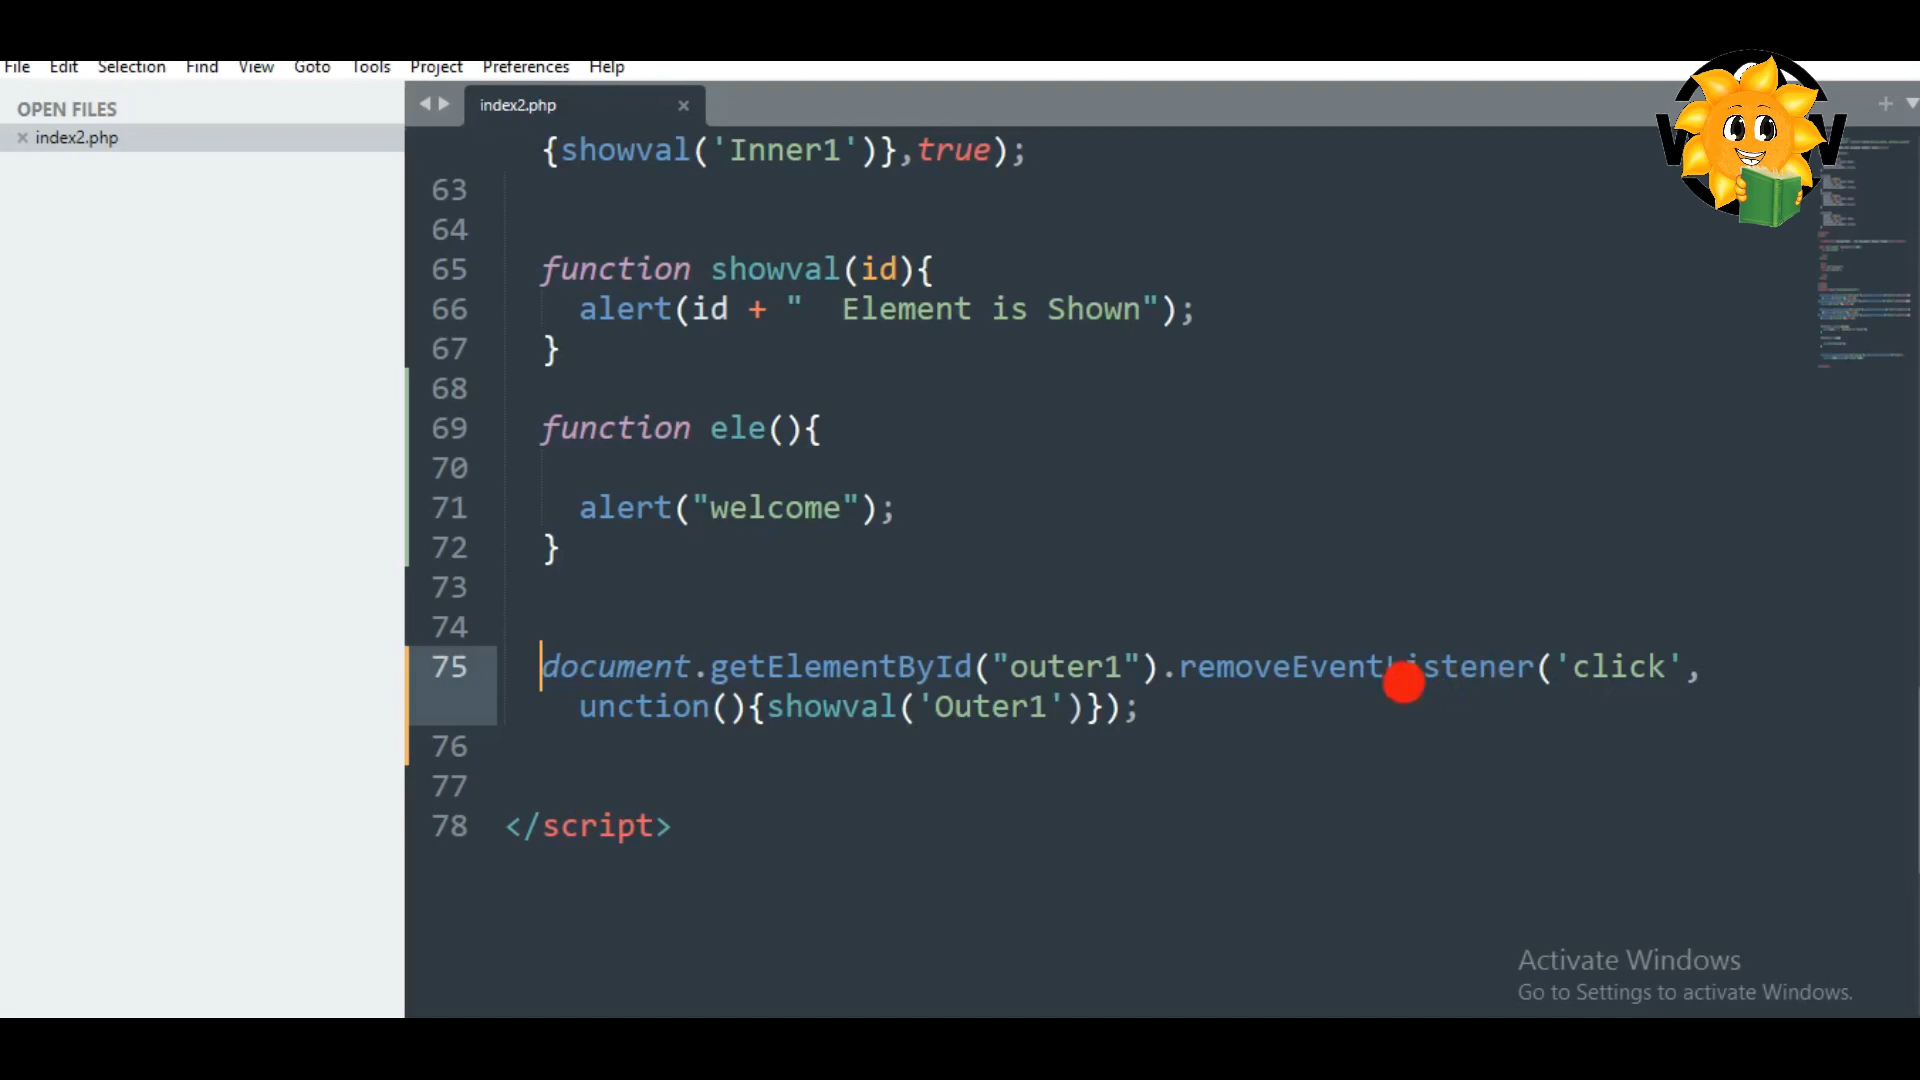 File Edit Selection Find View Goto Tools Project Preferences Help
OPEN FILES
index2.php
index2.php
{showval('Inner1')},true);
63
64
65 function showval(id){
66 alert(id + "  Element is Shown");
67 }
68
69 function ele(){
70
71 alert("welcome");
72 }
73
74
75 document.getElementById("outer1").removeEventListener('click',
unction(){showval('Outer1')});
76
77
78 </script>
Activate Windows
Go to Settings to activate Windows.